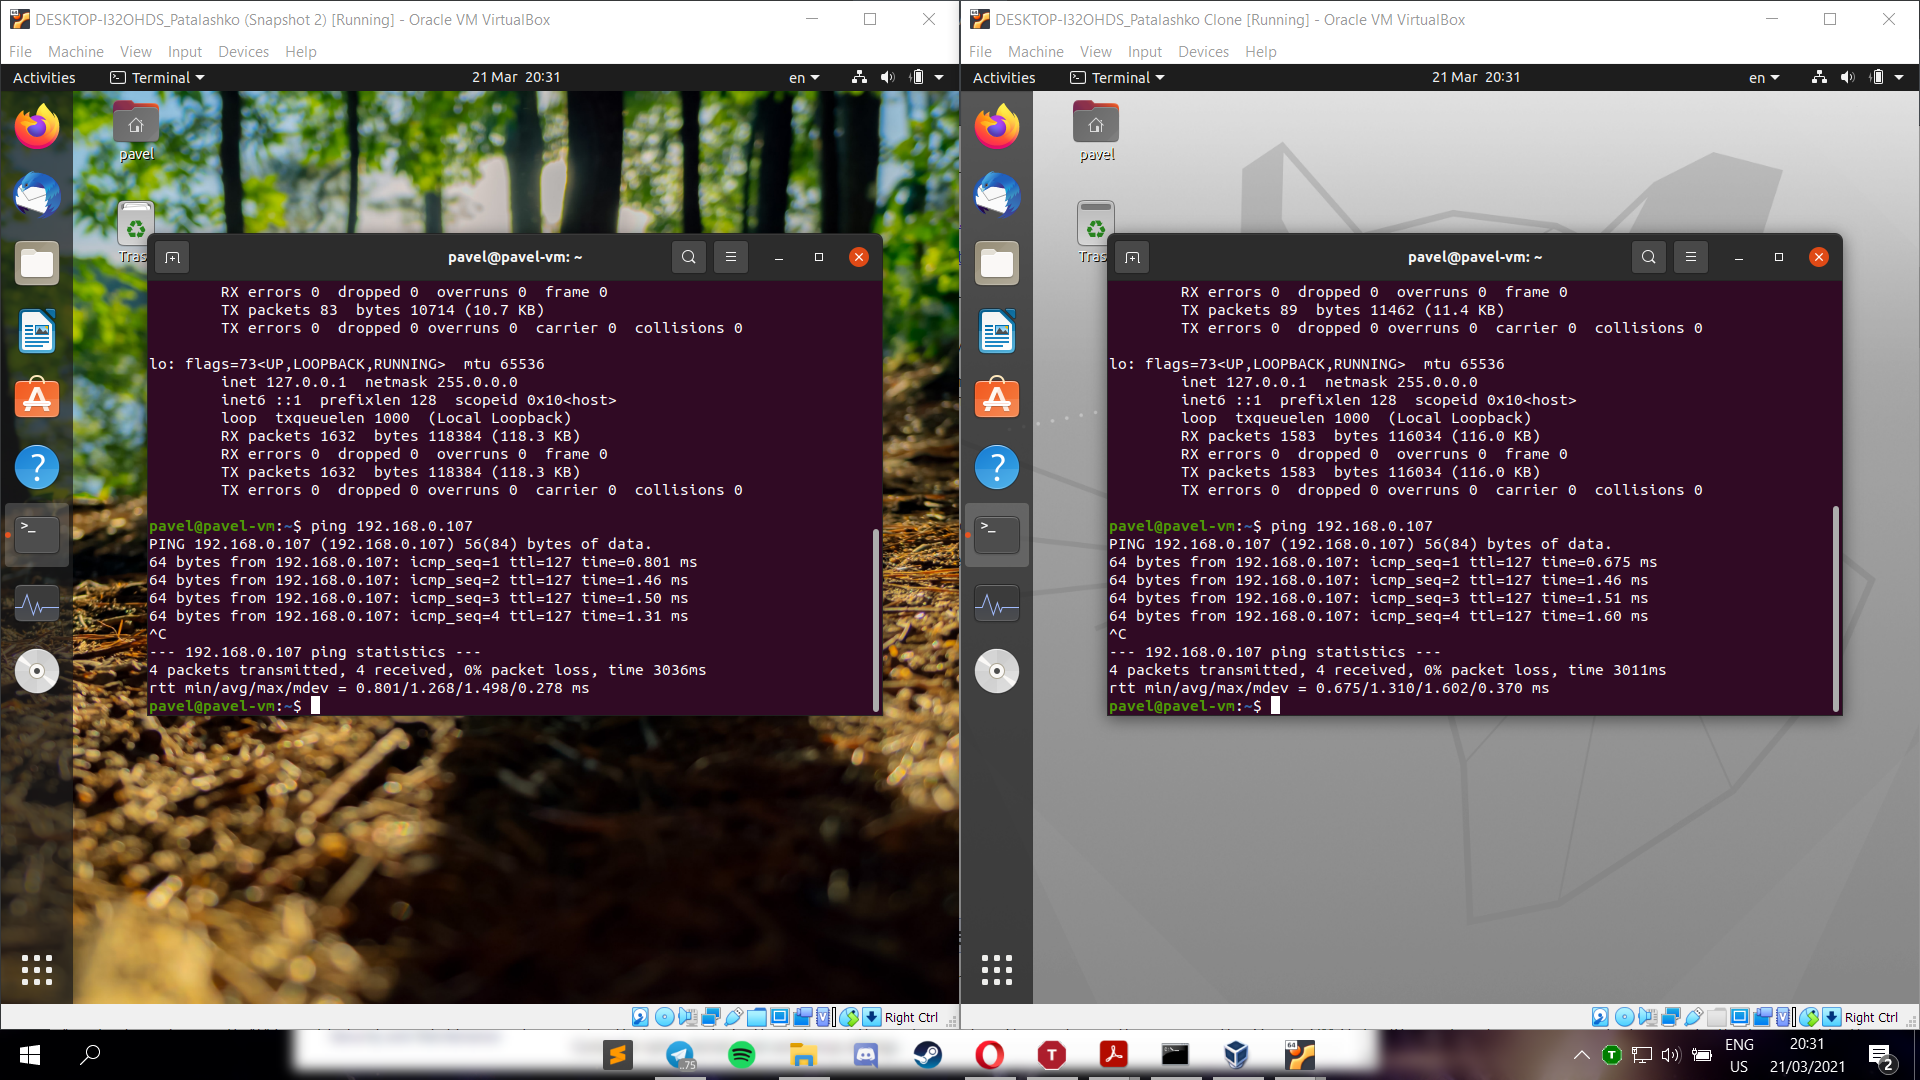 DESKTOP-I32OHDS_Patalashko (Snapshot 2) [Running] - Oracle VM VirtualBox
File Machine View Input Devices Help
Activities Terminal 21 Mar 20:31 en
pavel
Tras
pavel@pavel-vm: ~
RX errors 0 dropped 0 overruns 0 frame 0
TX packets 83 bytes 10714 (10.7 KB)
TX errors 0 dropped 0 overruns 0 carrier 0 collisions 0
lo: flags=73<UP,LOOPBACK,RUNNING> mtu 65536
inet 127.0.0.1 netmask 255.0.0.0
inet6 ::1 prefixlen 128 scopeid 0x10<host>
loop txqueuelen 1000 (Local Loopback)
RX packets 1632 bytes 118384 (118.3 KB)
RX errors 0 dropped 0 overruns 0 frame 0
TX packets 1632 bytes 118384 (118.3 KB)
TX errors 0 dropped 0 overruns 0 carrier 0 collisions 0
pavel@pavel-vm:~$ ping 192.168.0.107
PING 192.168.0.107 (192.168.0.107) 56(84) bytes of data.
64 bytes from 192.168.0.107: icmp_seq=1 ttl=127 time=0.801 ms
64 bytes from 192.168.0.107: icmp_seq=2 ttl=127 time=1.46 ms
64 bytes from 192.168.0.107: icmp_seq=3 ttl=127 time=1.50 ms
64 bytes from 192.168.0.107: icmp_seq=4 ttl=127 time=1.31 ms
^C
--- 192.168.0.107 ping statistics ---
4 packets transmitted, 4 received, 0% packet loss, time 3036ms
rtt min/avg/max/mdev = 0.801/1.268/1.498/0.278 ms
pavel@pavel-vm:~$
Right Ctrl
DESKTOP-I32OHDS_Patalashko Clone [Running] - Oracle VM VirtualBox
File Machine View Input Devices Help
Activities Terminal 21 Mar 20:31 en
pavel
Tras
pavel@pavel-vm: ~
RX errors 0 dropped 0 overruns 0 frame 0
TX packets 89 bytes 11462 (11.4 KB)
TX errors 0 dropped 0 overruns 0 carrier 0 collisions 0
lo: flags=73<UP,LOOPBACK,RUNNING> mtu 65536
inet 127.0.0.1 netmask 255.0.0.0
inet6 ::1 prefixlen 128 scopeid 0x10<host>
loop txqueuelen 1000 (Local Loopback)
RX packets 1583 bytes 116034 (116.0 KB)
RX errors 0 dropped 0 overruns 0 frame 0
TX packets 1583 bytes 116034 (116.0 KB)
TX errors 0 dropped 0 overruns 0 carrier 0 collisions 0
pavel@pavel-vm:~$ ping 192.168.0.107
PING 192.168.0.107 (192.168.0.107) 56(84) bytes of data.
64 bytes from 192.168.0.107: icmp_seq=1 ttl=127 time=0.675 ms
64 bytes from 192.168.0.107: icmp_seq=2 ttl=127 time=1.46 ms
64 bytes from 192.168.0.107: icmp_seq=3 ttl=127 time=1.51 ms
64 bytes from 192.168.0.107: icmp_seq=4 ttl=127 time=1.60 ms
^C
--- 192.168.0.107 ping statistics ---
4 packets transmitted, 4 received, 0% packet loss, time 3011ms
rtt min/avg/max/mdev = 0.675/1.310/1.602/0.370 ms
pavel@pavel-vm:~$
Right Ctrl
ENG
US
20:31
21/03/2021
2